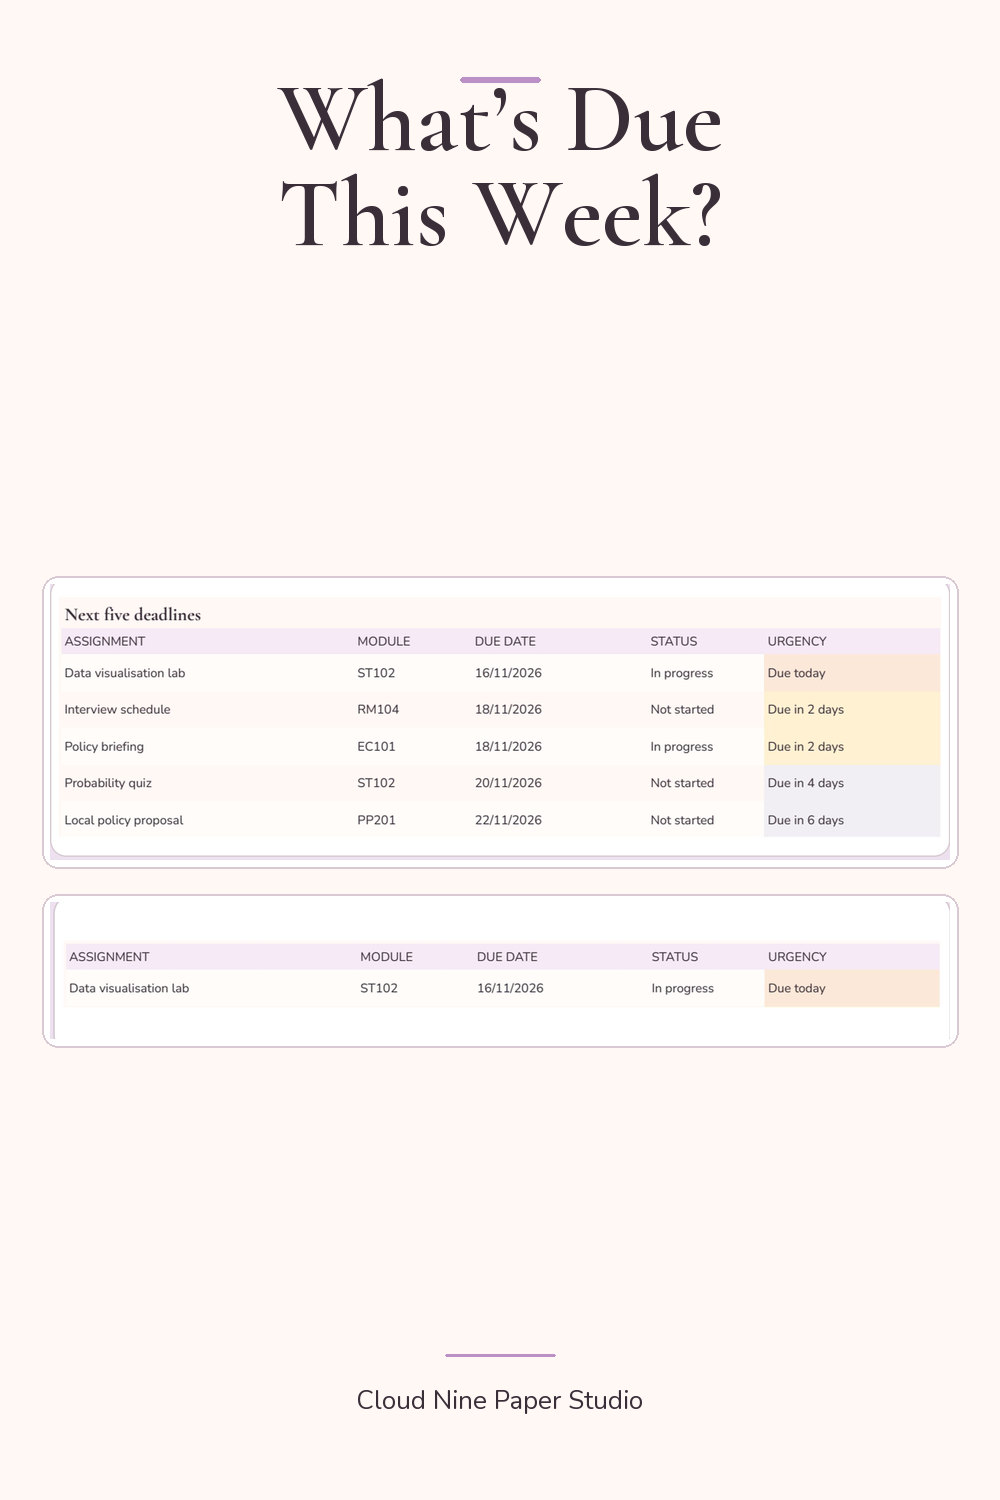 What’s Due
This Week?
Next five deadlines
ASSIGNMENT MODULE DUE DATE STATUS URGENCY
Data visualisation lab ST102 16/11/2026 In progress Due today
Interview schedule RM104 18/11/2026 Not started Due in 2 days
Policy briefing EC101 18/11/2026 In progress Due in 2 days
Probability quiz ST102 20/11/2026 Not started Due in 4 days
Local policy proposal PP201 22/11/2026 Not started Due in 6 days
ASSIGNMENT MODULE DUE DATE STATUS URGENCY
Data visualisation lab ST102 16/11/2026 In progress Due today
Cloud Nine Paper Studio